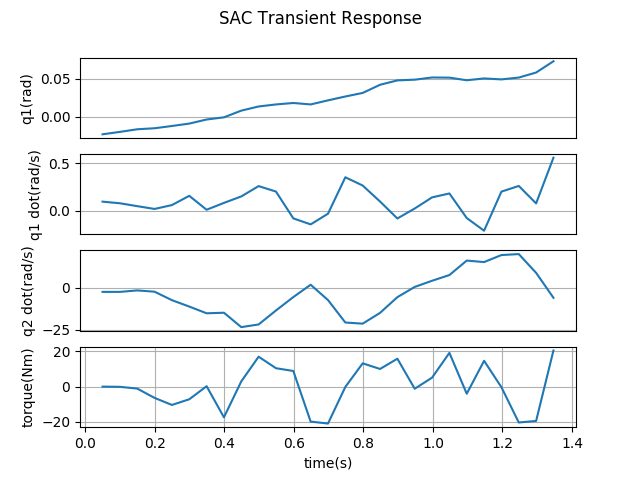 SAC Transient Response
q1(rad)
0.05
0.00
q1 dot(rad/s)
0.5
0.0
q2 dot(rad/s)
0
−25
torque(Nm)
20
0
−20
0.0 0.2 0.4 0.6 0.8 1.0 1.2 1.4
time(s)